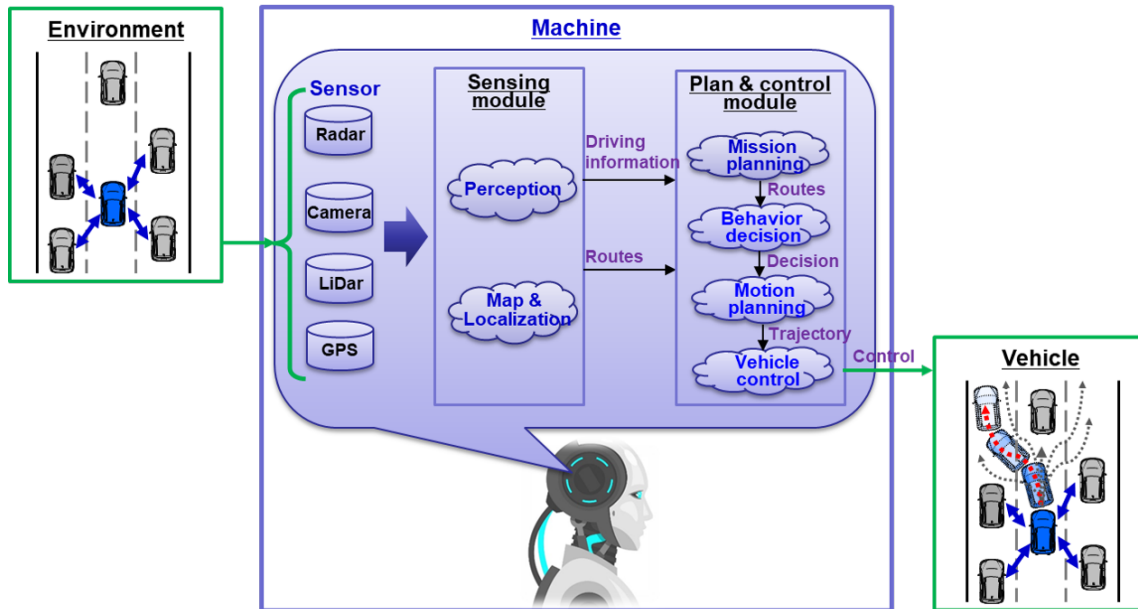 Environment
Machine
Sensor
Radar
Camera
LiDar
GPS
Sensing
module
Perception
Map &
Localization
Driving
information
Routes
Plan & control
module
Mission
planning
Routes
Behavior
decision
Decision
Motion
planning
Trajectory
Vehicle
control
Control
Vehicle